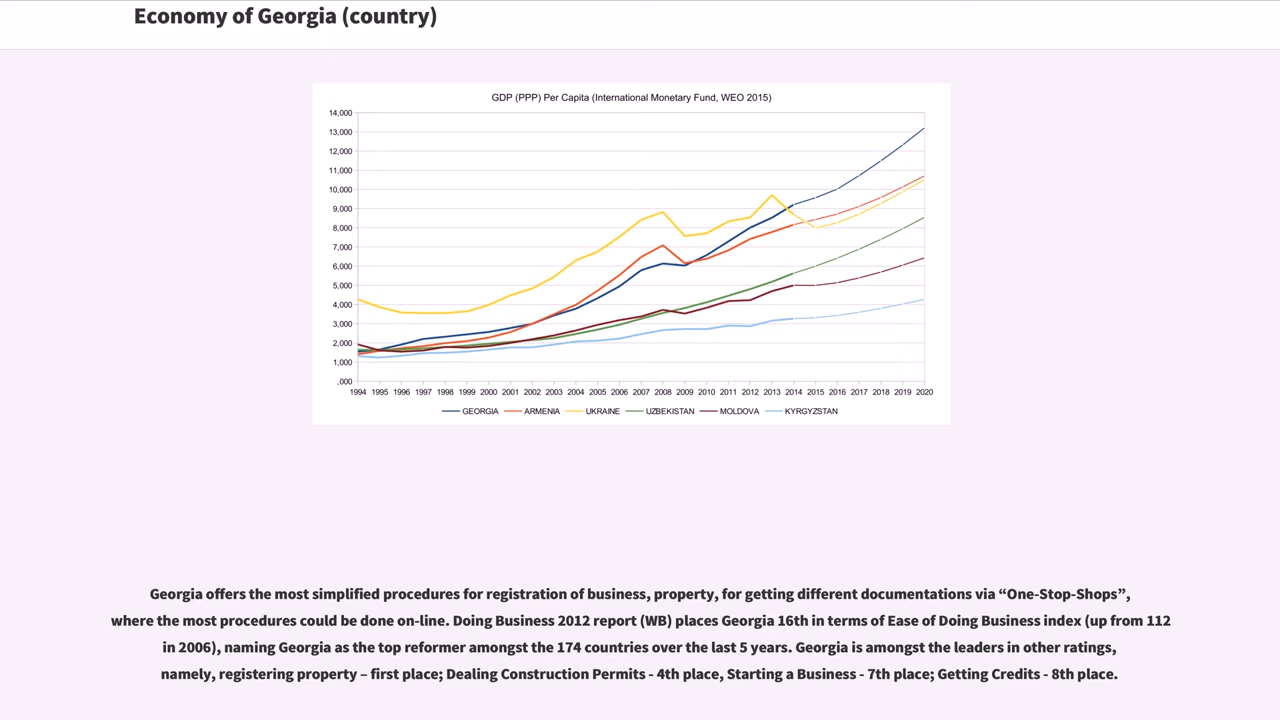 Economy of Georgia (country)
GDP (PPP) Per Capita (International Monetary Fund, WEO 2015)
14,000
13,000
12,000
11,000
10,000
9,000
8,000
7,000
6,000
5,000
4,000
3,000
2,000
1,000
,000
1994 1995 1996 1997 1998 1999 2000 2001 2002 2003 2004 2005 2006 2007 2008 2009 2010 2011 2012 2013 2014 2015 2016 2017 2018 2019 2020
GEORGIA ARMENIA UKRAINE UZBEKISTAN MOLDOVA KYRGYZSTAN
Georgia offers the most simplified procedures for registration of business, property, for getting different documentations via “One-Stop-Shops”,
where the most procedures could be done on-line. Doing Business 2012 report (WB) places Georgia 16th in terms of Ease of Doing Business index (up from 112
in 2006), naming Georgia as the top reformer amongst the 174 countries over the last 5 years. Georgia is amongst the leaders in other ratings,
namely, registering property – first place; Dealing Construction Permits - 4th place, Starting a Business - 7th place; Getting Credits - 8th place.